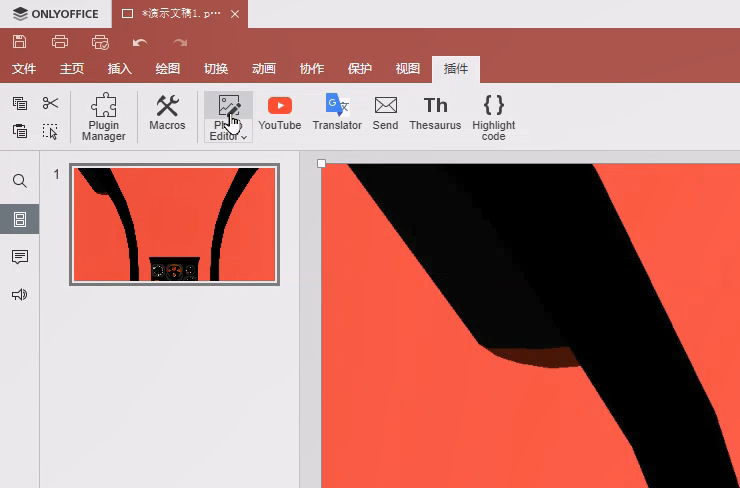 ONLYOFFICE
*演示文稿1.p···
文件 主页 插入 绘图 切换 动画 协作 保护 视图 插件
Plugin Manager
Macros
Editor
YouTube
Translator
Send
Th
Thesaurus
Highlight code
1